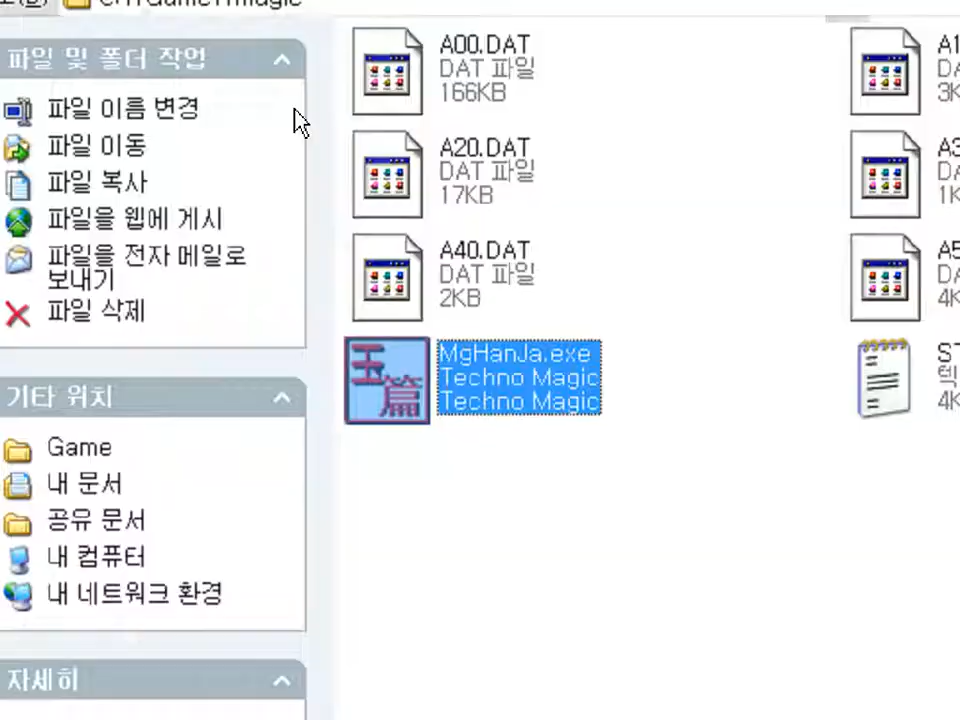 파일 및 폴더 작업
파일 이름 변경
파일 이동
파일 복사
파일을 웹에 게시
파일을 전자 메일로
보내기
파일 삭제
기타 위치
Game
내 문서
공유 문서
내 컴퓨터
내 네트워크 환경
자세히
A00.DAT
DAT 파일
166KB
A20.DAT
DAT 파일
17KB
A40.DAT
DAT 파일
2KB
玉篇
MgHanJa.exe
Techno Magic
Techno Magic